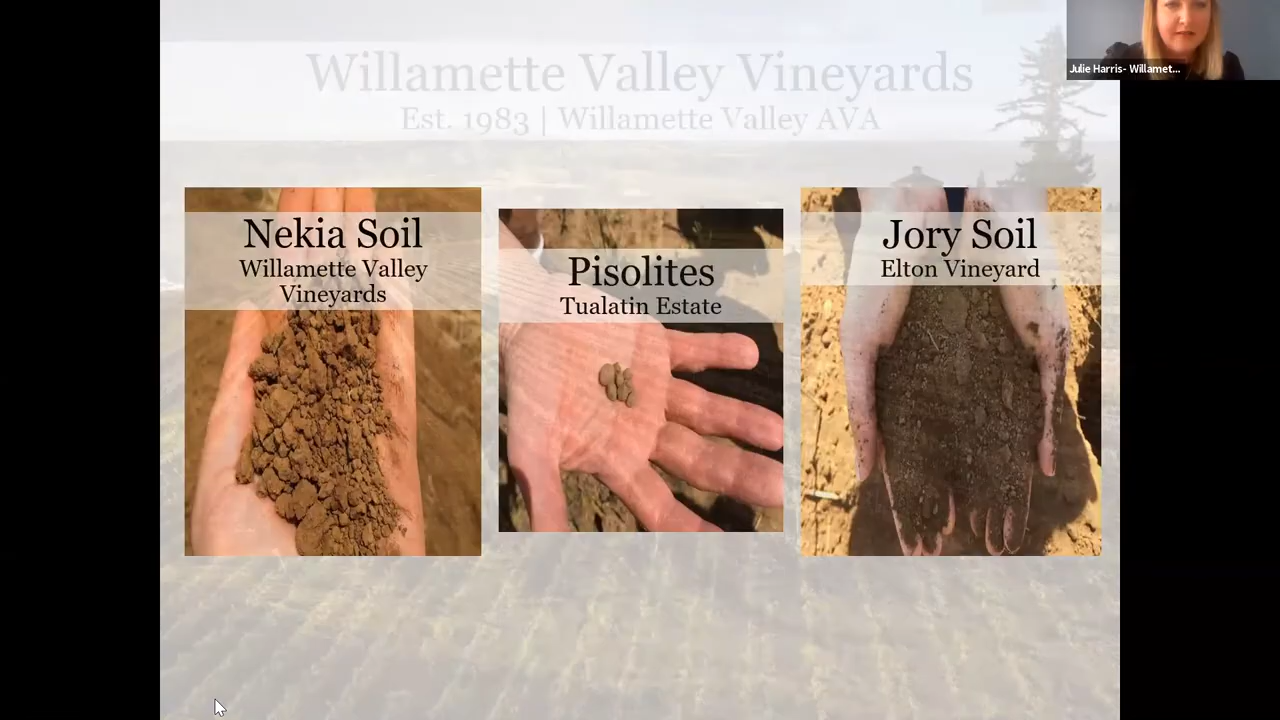 Willamette Valley Vineyards
Est. 1983 | Willamette Valley AVA
Julie Harris- Willamet...
Nekia Soil
Willamette Valley
Vineyards
Pisolites
Tualatin Estate
Jory Soil
Elton Vineyard